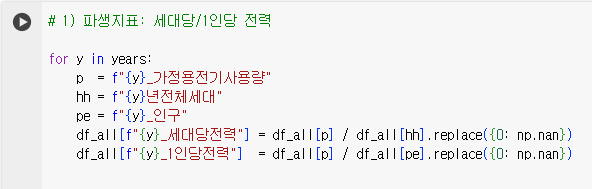 # 1) 파생지표: 세대당/1인당 전력
for y in years:
p = f"{y}_가정용전기사용량"
hh = f"{y}년전체세대"
pe = f"{y}_인구"
df_all[f"{y}_세대당전력"] = df_all[p] / df_all[hh].replace({0: np.nan})
df_all[f"{y}_1인당전력"] = df_all[p] / df_all[pe].replace({0: np.nan})